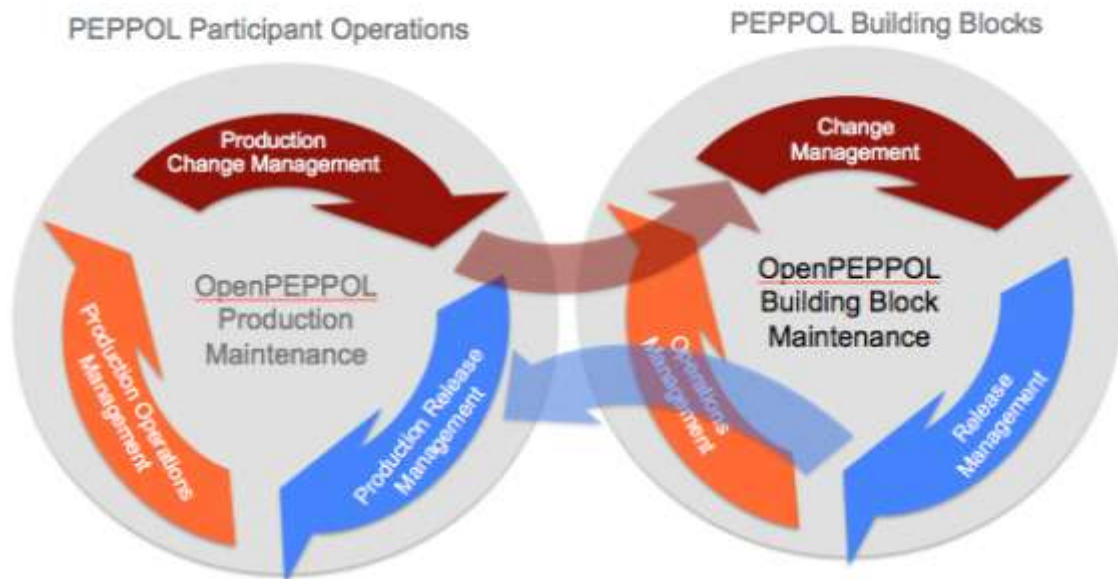 PEPPOL Participant Operations
Production
Change Management
OpenPEPPOL
Production
Maintenance
Production Operations
Management
Production Release
Management
PEPPOL Building Blocks
Change
Management
OpenPEPPOL
Building Block
Maintenance
Operations
Management
Release
Management